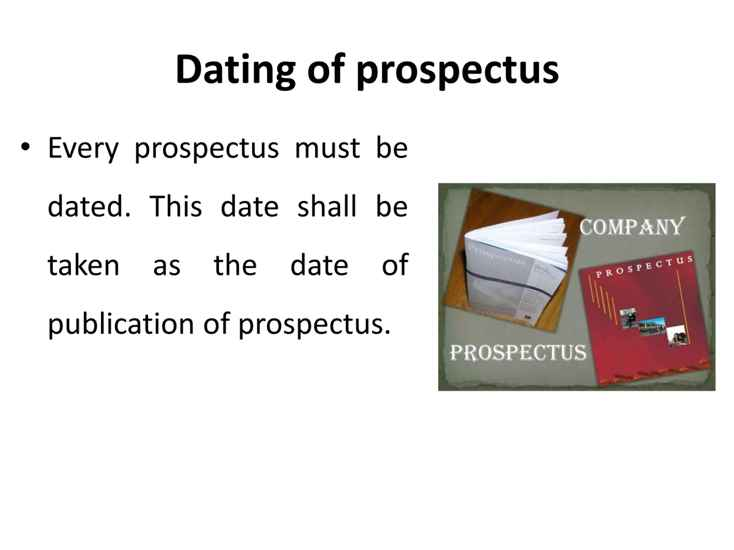 Dating of prospectus
• Every prospectus must be
dated. This date shall be
taken as the date of
publication of prospectus.
COMPANY
PROSPECTUS
PROSPECTUS